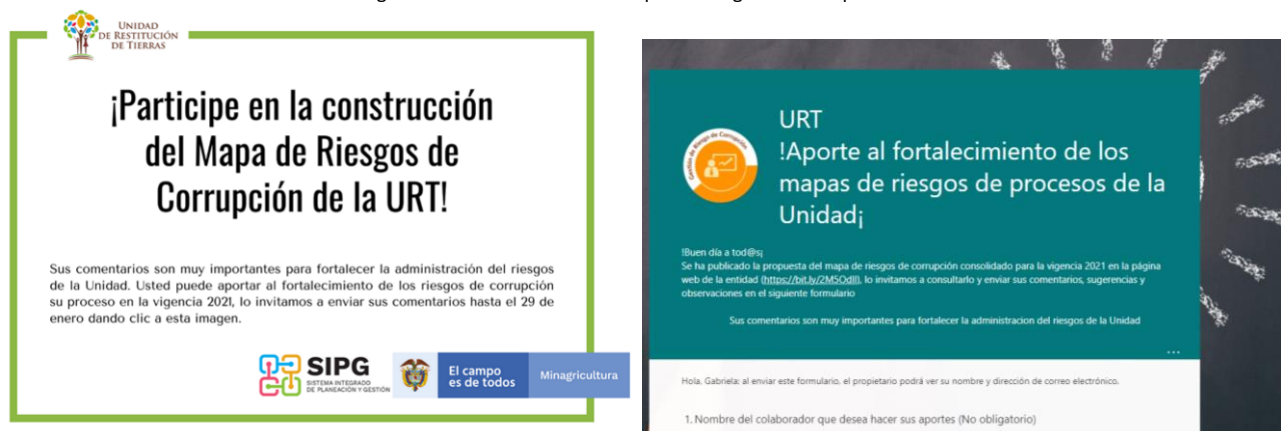 UNIDAD
DE RESTITUCIÓN
DE TIERRAS
¡Participe en la construcción
del Mapa de Riesgos de
Corrupción de la URT!
Sus comentarios son muy importantes para fortalecer la administración del riesgo
de la Unidad. Usted puede aportar al fortalecimiento de los riesgos de corrupción
su proceso en la vigencia 2021, lo invitamos a enviar sus comentarios hasta el 29 de
enero dando clic a esta imagen.
SIPG
SISTEMA INTEGRADO
DE PLANEACIÓN Y GESTIÓN
El campo
es de todos
Minagricultura
Gestión de Riesgo de Corrupción
URT
!Aporte al fortalecimiento de los
mapas de riesgos de procesos de la
Unidad¡
!Buen día a tod@s¡
Se ha publicado la propuesta del mapa de riesgos de corrupción consolidado para la vigencia 2021 en la página
web de la entidad (https://bit.ly/2M5OdlI), lo invitamos a consultarlo y enviar sus comentarios, sugerencias y
observaciones en el siguiente formulario
Sus comentarios son muy importantes para fortalecer la administracion del riesgos de la Unidad
...
Hola, Gabriela: al enviar este formulario, el propietario podrá ver su nombre y dirección de correo electrónico.
1. Nombre del colaborador que desea hacer sus aportes (No obligatorio)